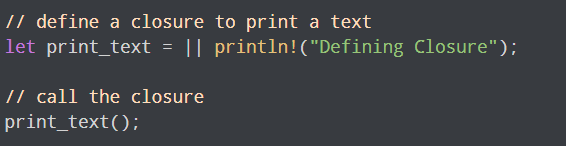 // define a closure to print a text
let print_text = || println!("Defining Closure");
// call the closure
print_text();